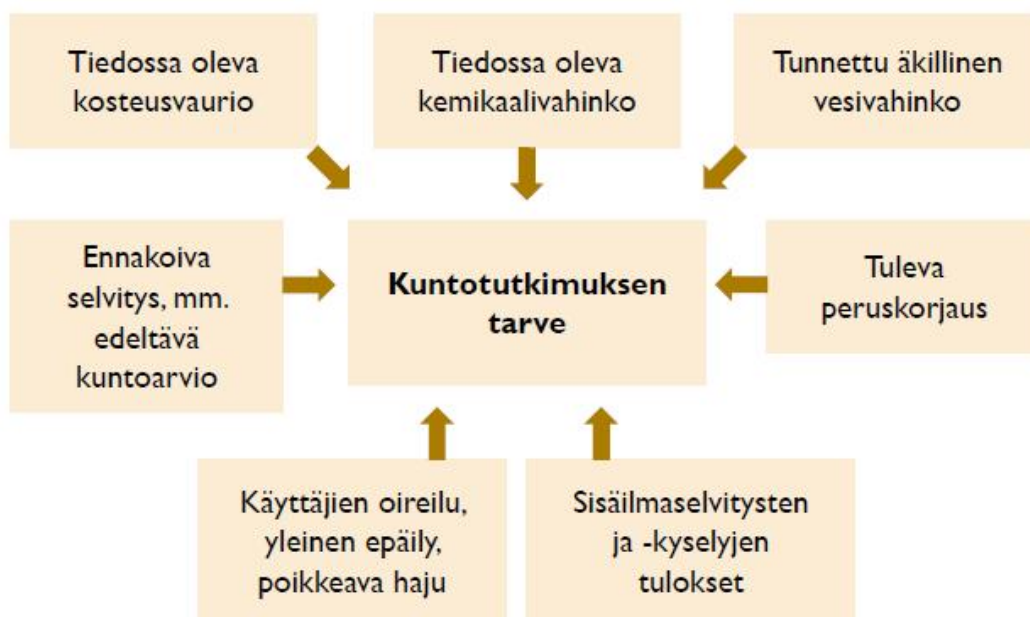 Tiedossa oleva
kosteusvaurio
Tiedossa oleva
kemikaalivahinko
Tunnettu äkillinen
vesivahinko
Ennakoiva
selvitys, mm.
edeltävä
kuntoarvio
Kuntotutkimuksen
tarve
Tuleva
peruskorjaus
Käyttäjien oireilu,
yleinen epäily,
poikkeava haju
Sisäilmaselvitysten
ja -kyselyjen
tulokset